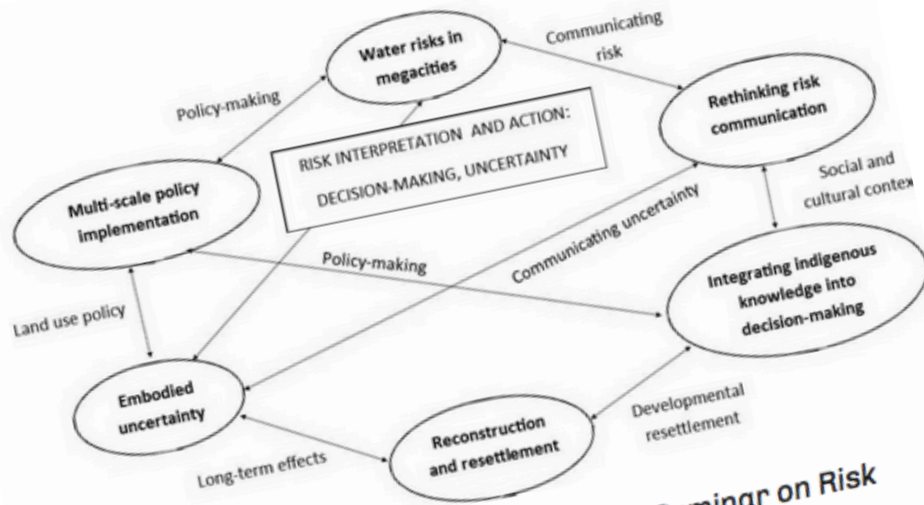 Water risks in
megacities
Communicating
risk
Policy-making
Rethinking risk
communication
RISK INTERPRETATION AND ACTION:
DECISION-MAKING, UNCERTAINTY
Multi-scale policy
implementation
Social and
cultural contex
Communicating uncertainty
Policy-making
Integrating indigenous
knowledge into
decision-making
Land use policy
Embodied
uncertainty
Developmental
resettlement
Reconstruction
and resettlement
Long-term effects
on Risk